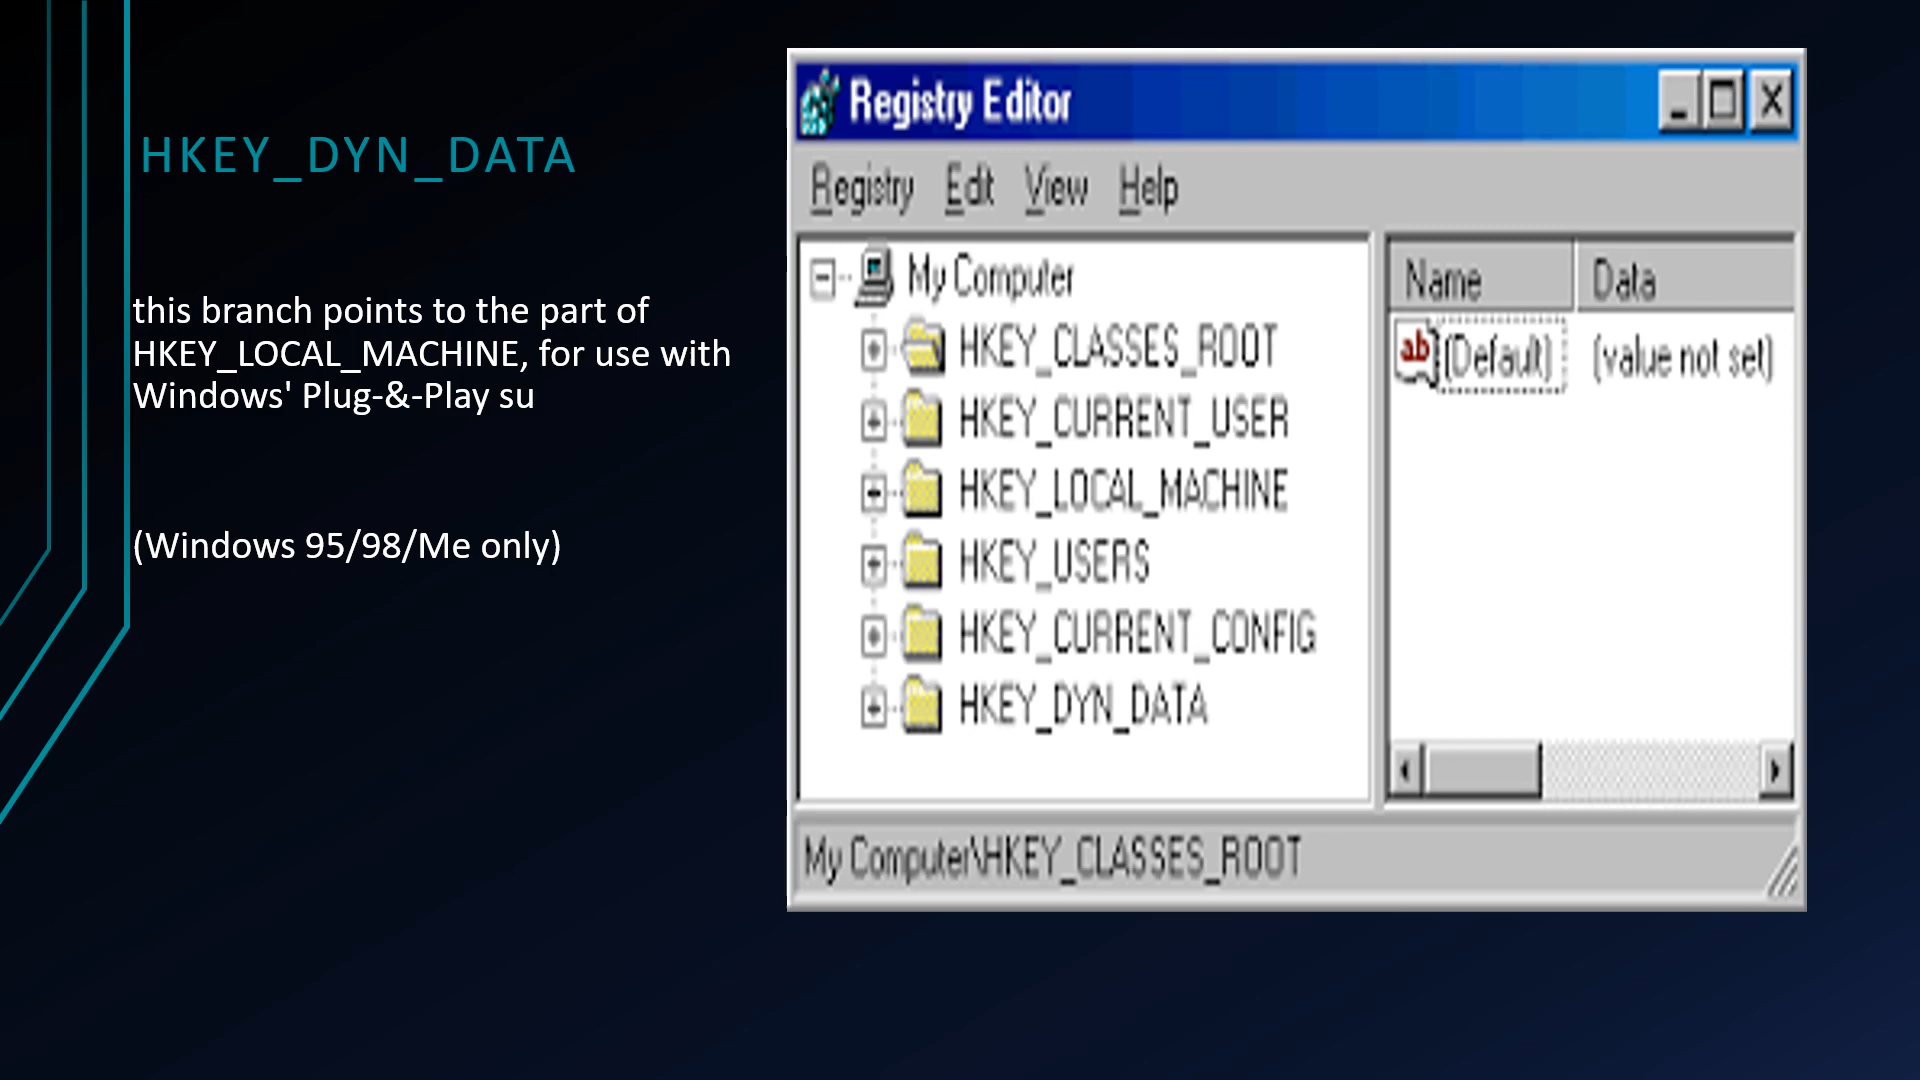 HKEY_DYN_DATA
this branch points to the part of
HKEY_LOCAL_MACHINE, for use with
Windows' Plug-&-Play su
(Windows 95/98/Me only)
Registry Editor
Registry Edit View Help
My Computer
HKEY_CLASSES_ROOT
HKEY_CURRENT_USER
HKEY_LOCAL_MACHINE
HKEY_USERS
HKEY_CURRENT_CONFIG
HKEY_DYN_DATA
Name Data
ab (Default) (value not set)
My Computer\HKEY_CLASSES_ROOT